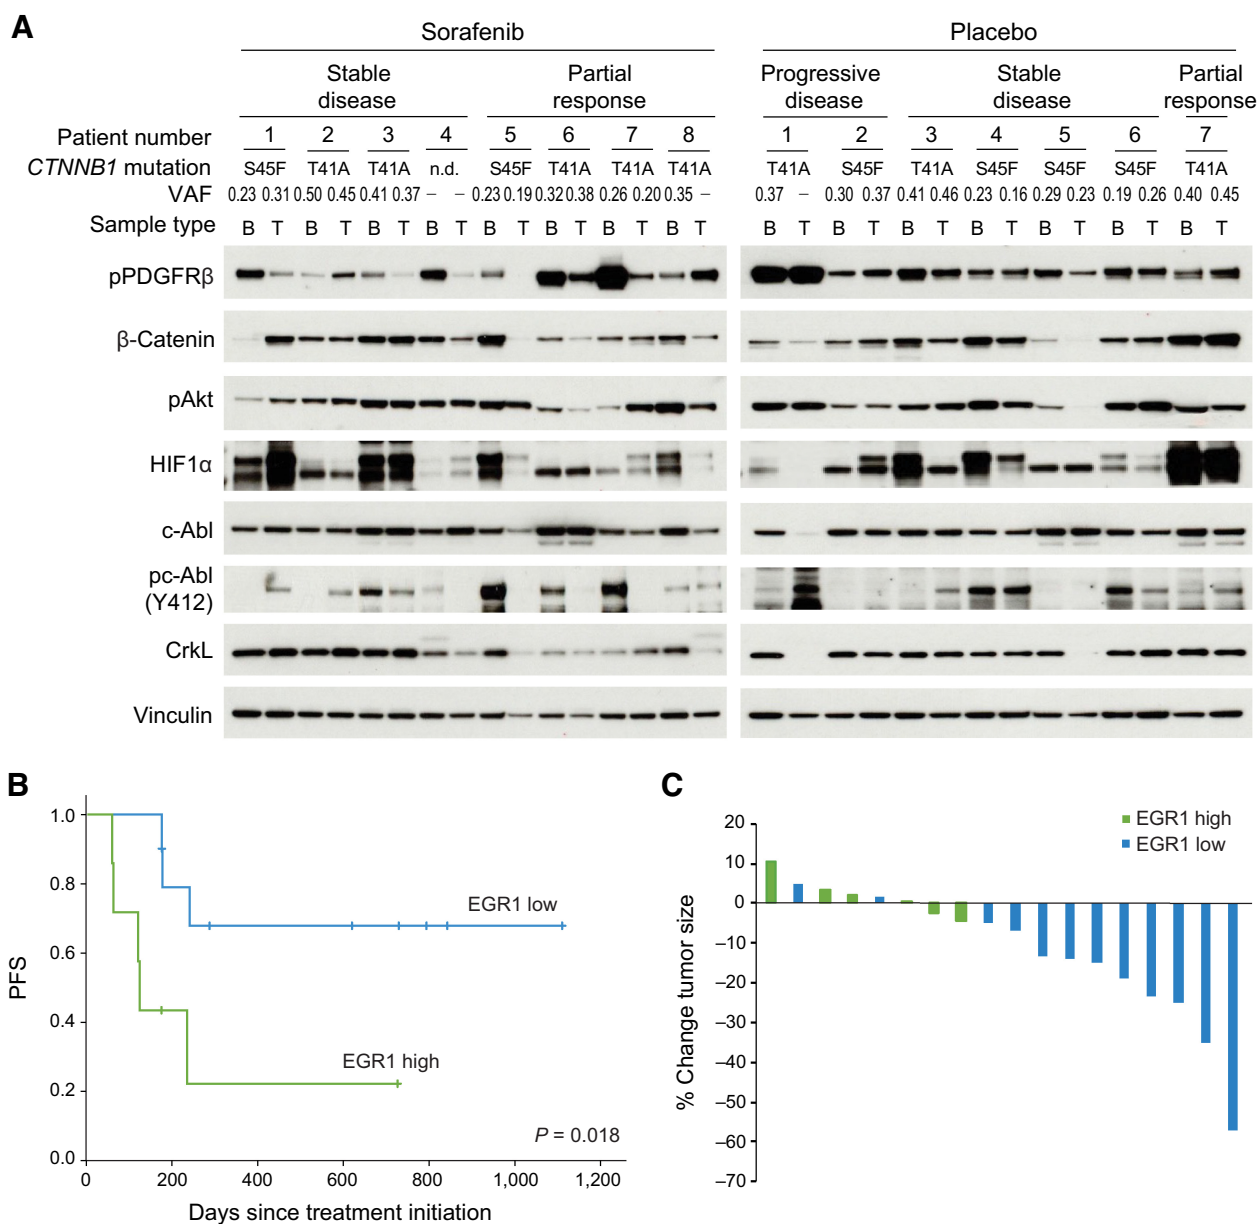 A
Sorafenib Placebo
Stable disease Partial response Progressive disease Stable disease Partial response
Patient number 1 2 3 4 5 6 7 8 1 2 3 4 5 6 7
CTNNB1 mutation S45F T41A T41A n.d. S45F T41A T41A T41A T41A S45F T41A S45F S45F S45F T41A
VAF 0.23 0.31 0.50 0.45 0.41 0.37 – – 0.23 0.19 0.32 0.38 0.26 0.20 0.35 – 0.37 – 0.30 0.37 0.41 0.46 0.23 0.16 0.29 0.23 0.19 0.26 0.40 0.45
Sample type B T B T B T B T B T B T B T B T B T B T B T B T B T B T B T
pPDGFRβ
β-Catenin
pAkt
HIF1α
c-Abl
pc-Abl
(Y412)
CrkL
Vinculin
B
1.0
0.8
0.6
0.4
0.2
0.0
PFS
EGR1 low
EGR1 high
P = 0.018
0 200 400 600 800 1,000 1,200
Days since treatment initiation
C
EGR1 high
EGR1 low
20
10
0
–10
–20
–30
–40
–50
–60
–70
% Change tumor size